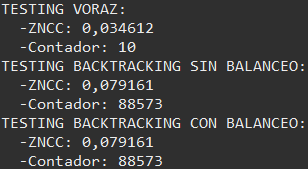 TESTING VORAZ:
-ZNCC: 0,034612
-Contador: 10
TESTING BACKTRACKING SIN BALANCEO:
-ZNCC: 0,079161
-Contador: 88573
TESTING BACKTRACKING CON BALANCEO:
-ZNCC: 0,079161
-Contador: 88573